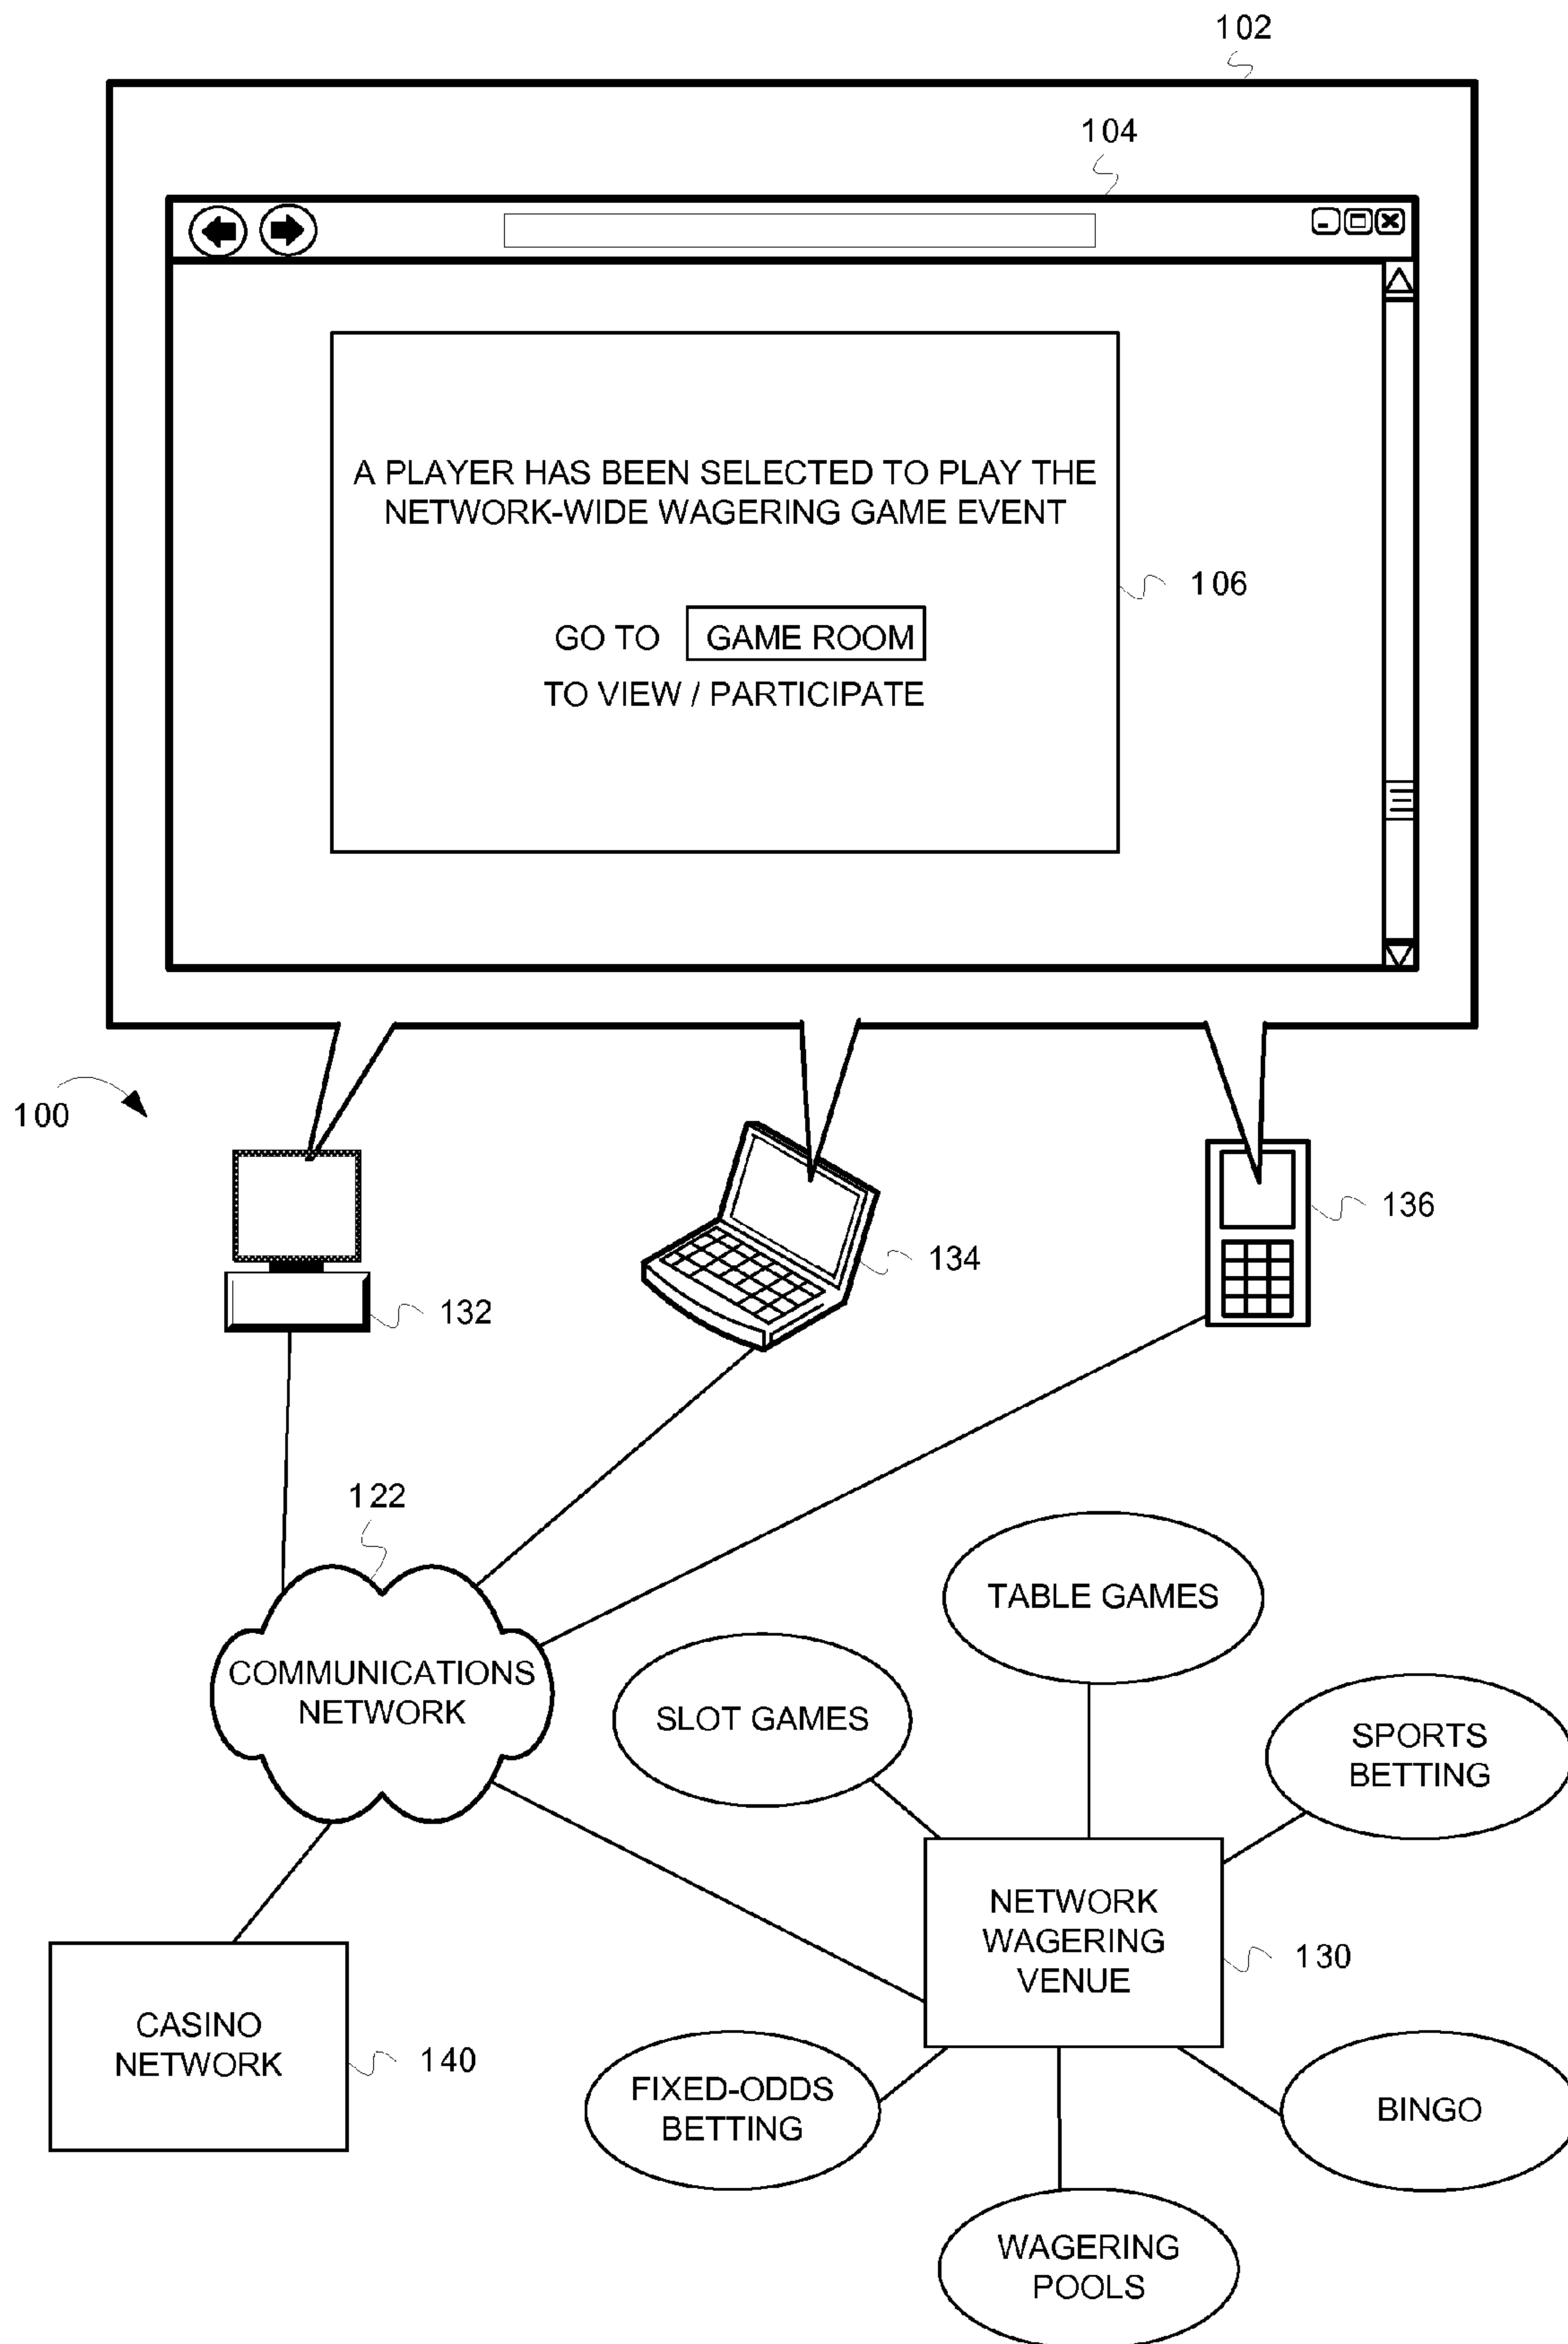 102
104
A PLAYER HAS BEEN SELECTED TO PLAY THE
NETWORK-WIDE WAGERING GAME EVENT
106
GO TO GAME ROOM
TO VIEW / PARTICIPATE
100
136
134
132
122
TABLE GAMES
COMMUNICATIONS
NETWORK
SLOT GAMES
SPORTS
BETTING
NETWORK
WAGERING
VENUE
130
CASINO
NETWORK
140
FIXED-ODDS
BETTING
BINGO
WAGERING
POOLS